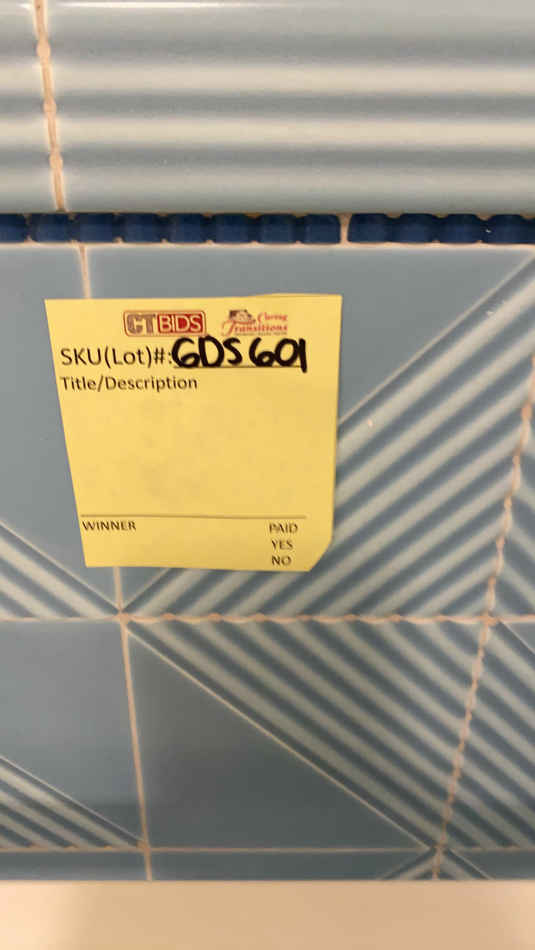 CTBIDS Caring Transitions
SKU(Lot)#: GDS601
Title/Description
WINNER PAID
YES
NO